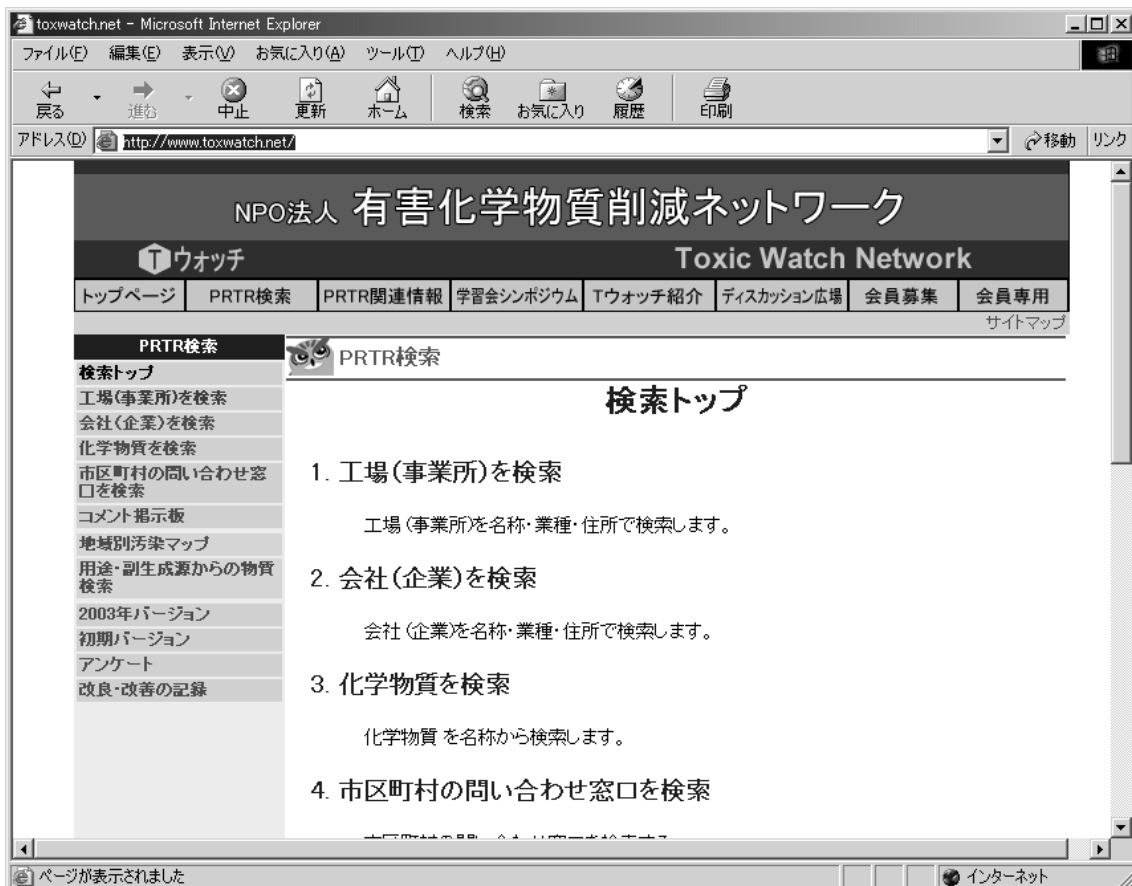 toxwatch.net - Microsoft Internet Explorer
ファイル(F) 編集(E) 表示(V) お気に入り(A) ツール(T) ヘルプ(H)
戻る 進む 中止 更新 ホーム 検索 お気に入り 履歴 印刷
アドレス(D) http://www.toxwatch.net/ 移動 リンク
NPO法人 有害化学物質削減ネットワーク
Tウォッチ Toxic Watch Network
トップページ PRTR検索 PRTR関連情報 学習会シンポジウム Tウォッチ紹介 ディスカッション広場 会員募集 会員専用
サイトマップ
PRTR検索
検索トップ
工場(事業所)を検索
会社(企業)を検索
化学物質を検索
市区町村の問い合わせ窓
口を検索
コメント掲示板
地域別汚染マップ
用途・副生成源からの物質
検索
2003年バージョン
初期バージョン
アンケート
改良・改善の記録
PRTR検索
検索トップ
1. 工場(事業所)を検索
工場(事業所)を名称・業種・住所で検索します。
2. 会社(企業)を検索
会社(企業)を名称・業種・住所で検索します。
3. 化学物質を検索
化学物質 を名称から検索します。
4. 市区町村の問い合わせ窓口を検索
ページが表示されました インターネット